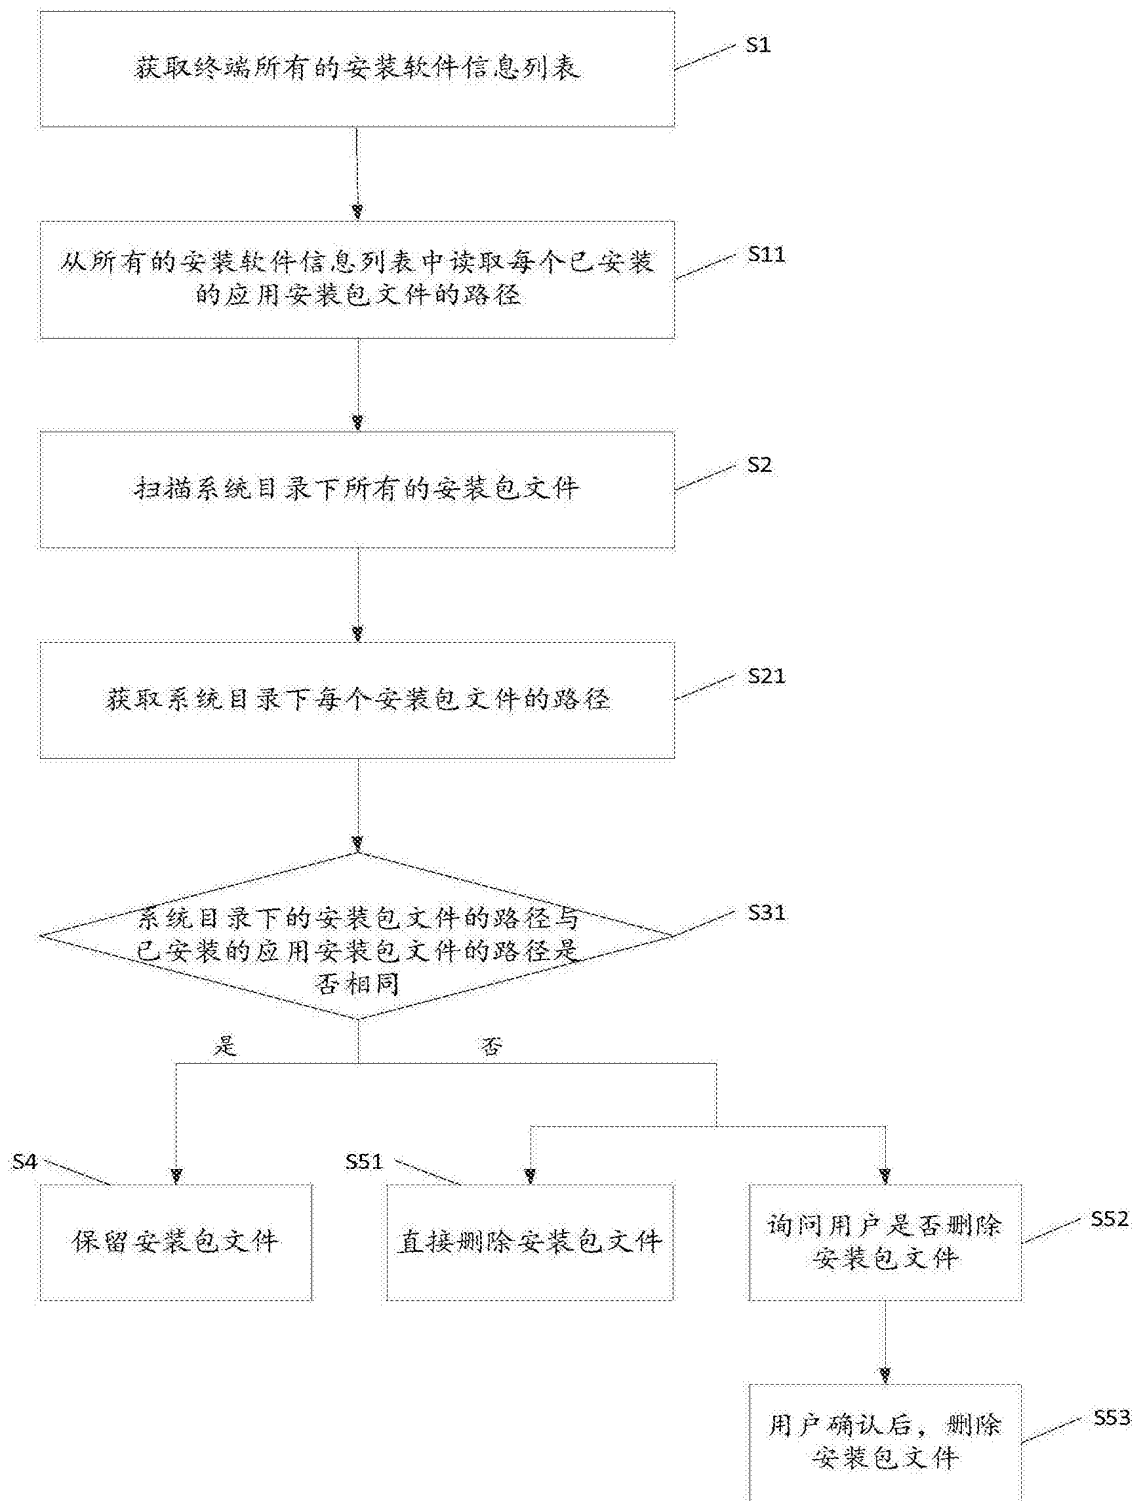 获取终端所有的安装软件信息列表
S1
从所有的安装软件信息列表中读取每个已安装
的应用安装包文件的路径
S11
扫描系统目录下所有的安装包文件
S2
获取系统目录下每个安装包文件的路径
S21
系统目录下的安装包文件的路径与
已安装的应用安装包文件的路径是
否相同
S31
是
否
S4
保留安装包文件
S51
直接删除安装包文件
询问用户是否删除
安装包文件
S52
用户确认后，删除
安装包文件
S53